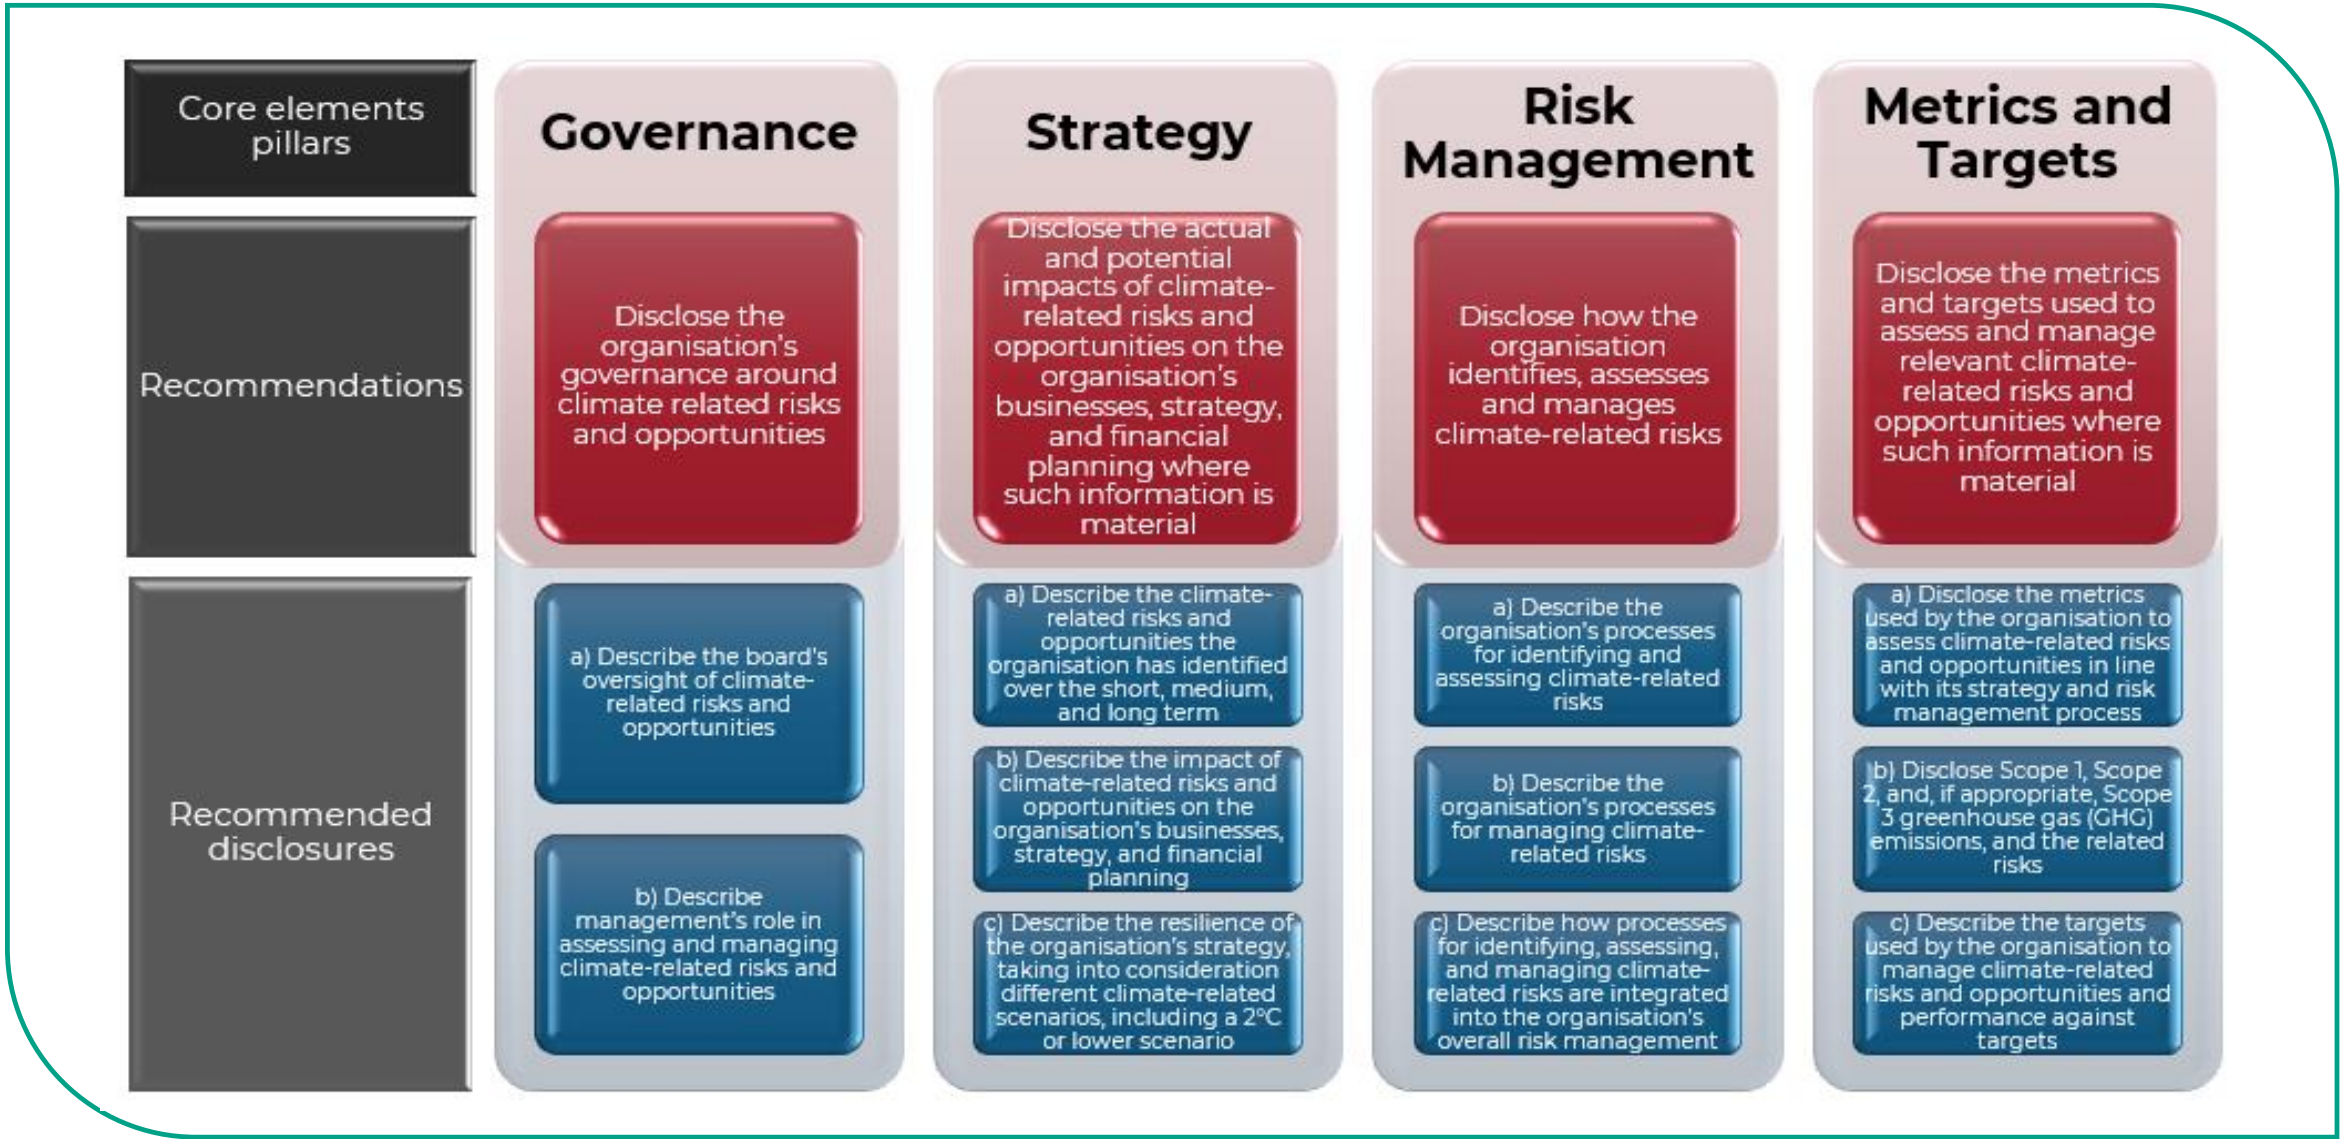 Core elements
pillars
Governance
Strategy
Risk
Management
Metrics and
Targets
Recommendations
Disclose the
organisation's
governance around
climate related risks
and opportunities
Disclose the actual
and potential
impacts of climate-
related risks and
opportunities on the
organisation's
businesses, strategy,
and financial
planning where
such information is
material
Disclose how the
organisation
identifies, assesses
and manages
climate-related risks
Disclose the metrics
and targets used to
assess and manage
relevant climate-
related risks and
opportunities where
such information is
material
Recommended
disclosures
a) Describe the board's
oversight of climate-
related risks and
opportunities
b) Describe
management's role in
assessing and managing
climate-related risks and
opportunities
a) Describe the climate-
related risks and
opportunities the
organisation has identified
over the short, medium,
and long term
b) Describe the impact of
climate-related risks and
opportunities on the
organisation's businesses,
strategy, and financial
planning
c) Describe the resilience of
the organisation's strategy,
taking into consideration
different climate-related
scenarios, including a 2°C
or lower scenario
a) Describe the
organisation's processes
for identifying and
assessing climate-related
risks
b) Describe the
organisation's processes
for managing climate-
related risks
c) Describe how processes
for identifying, assessing,
and managing climate-
related risks are integrated
into the organisation's
overall risk management
a) Disclose the metrics
used by the organisation to
assess climate-related risks
and opportunities in line
with its strategy and risk
management process
b) Disclose Scope 1, Scope
2, and, if appropriate, Scope
3 greenhouse gas (GHG)
emissions, and the related
risks
c) Describe the targets
used by the organisation to
manage climate-related
risks and opportunities and
performance against
targets